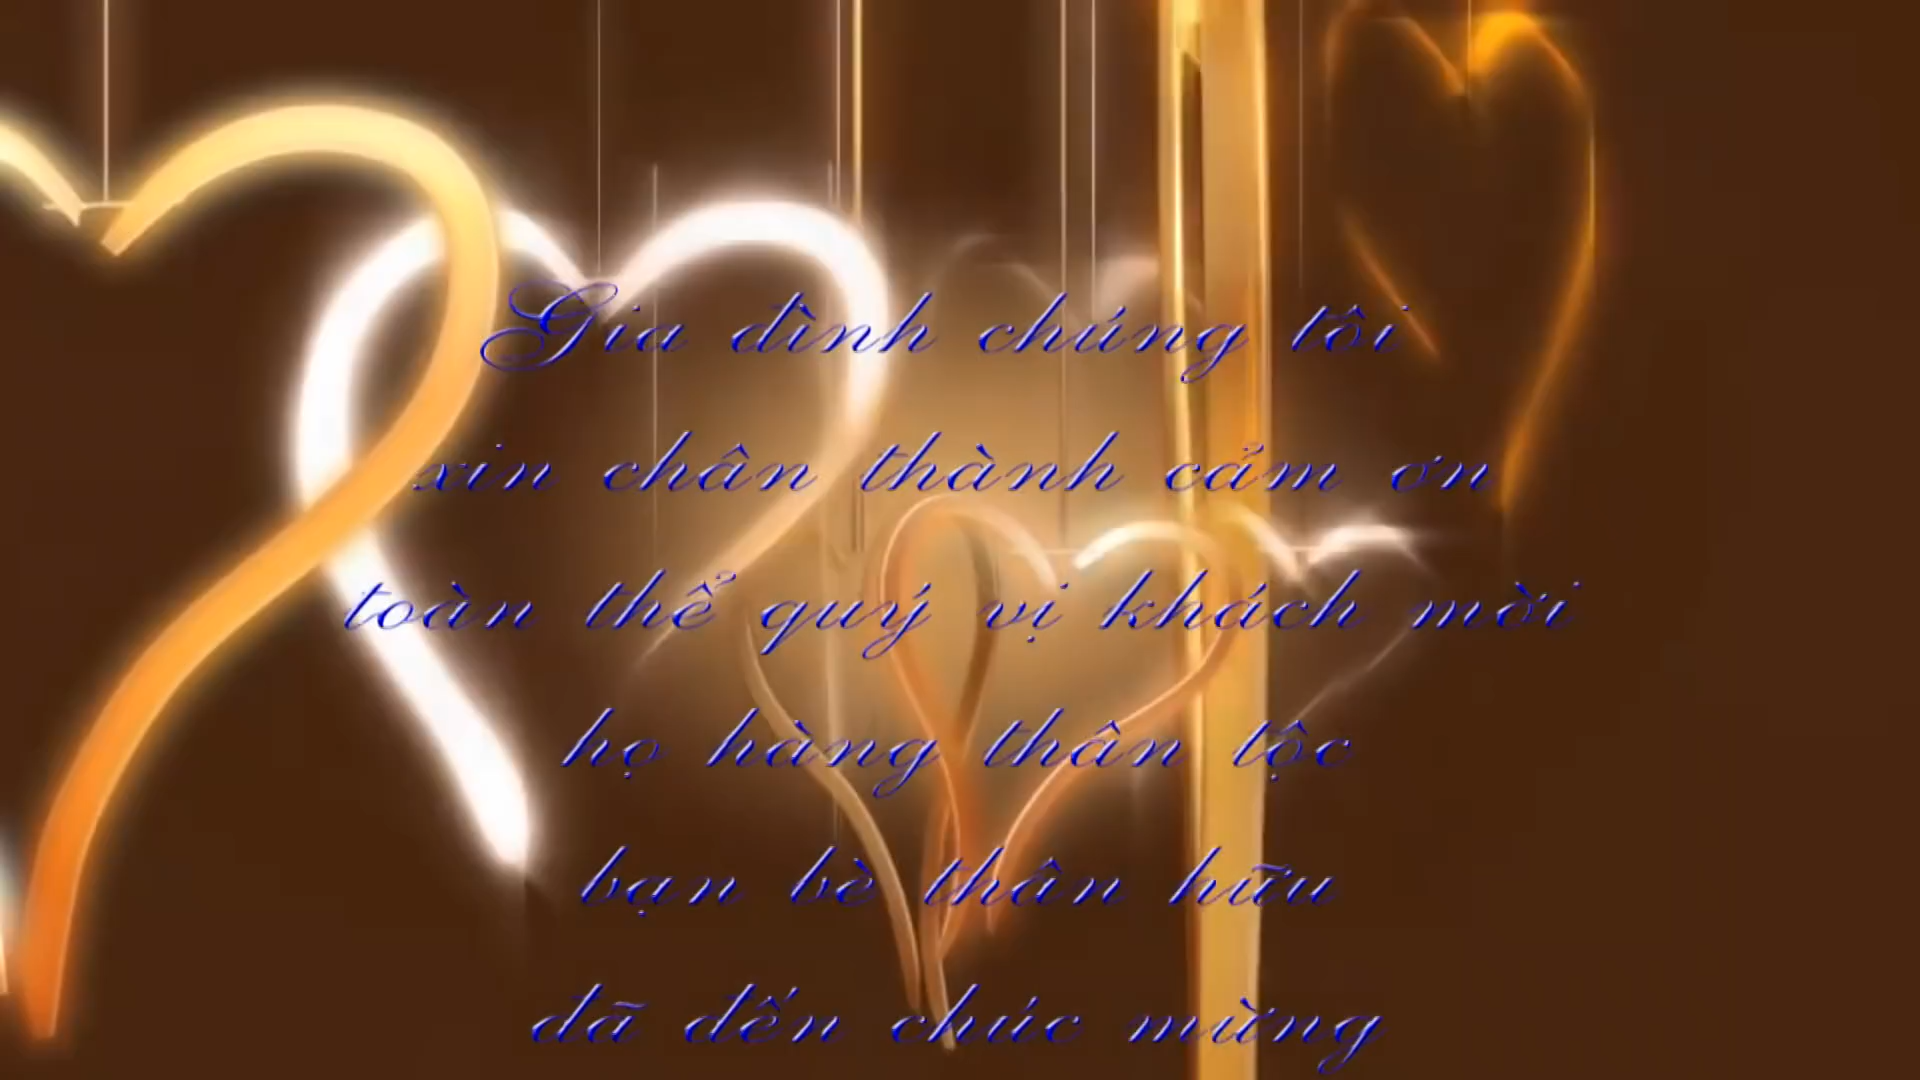 Gia đình chúng tôi
xin chân thành cảm ơn
toàn thể quý vị khách mời
họ hàng thân tộc
bạn bè thân hữu
đã đến chúc mừng